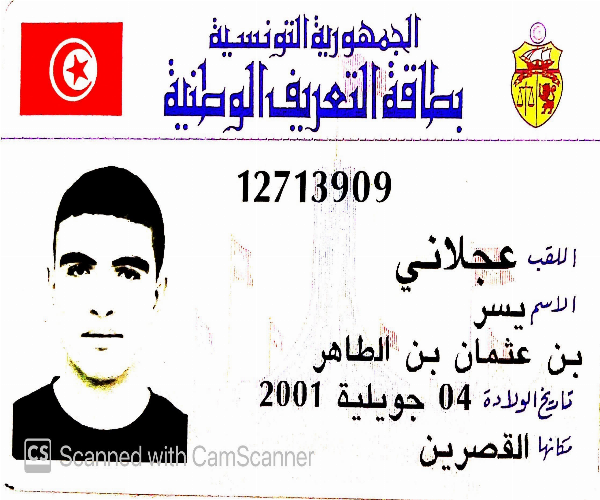 الجمهورية التونسية
بطاقة التعريف الوطنية
12713909
اللقب عجلاني
الاسم يسر
بن عثمان بن الطاهر
تاريخ الولادة 04 جويلية 2001
مكانها القصرين
CS Scanned with CamScanner